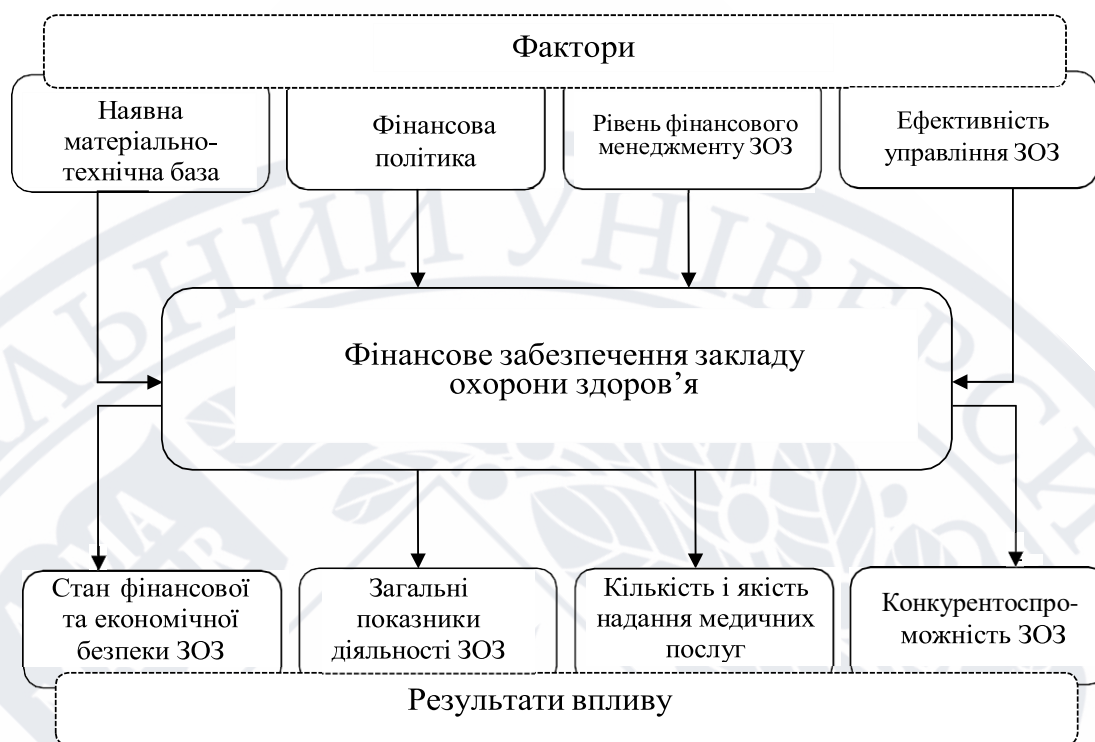 Фактори
Наявна
матеріально-
технічна база
Фінансова
політика
Рівень фінансового
менеджменту ЗОЗ
Ефективність
управління ЗОЗ
Фінансове забезпечення закладу
охорони здоров’я
Стан фінансової
та економічної
безпеки ЗОЗ
Загальні
показники
діяльності ЗОЗ
Кількість і якість
надання медичних
послуг
Конкурентоспро-
можність ЗОЗ
Результати впливу